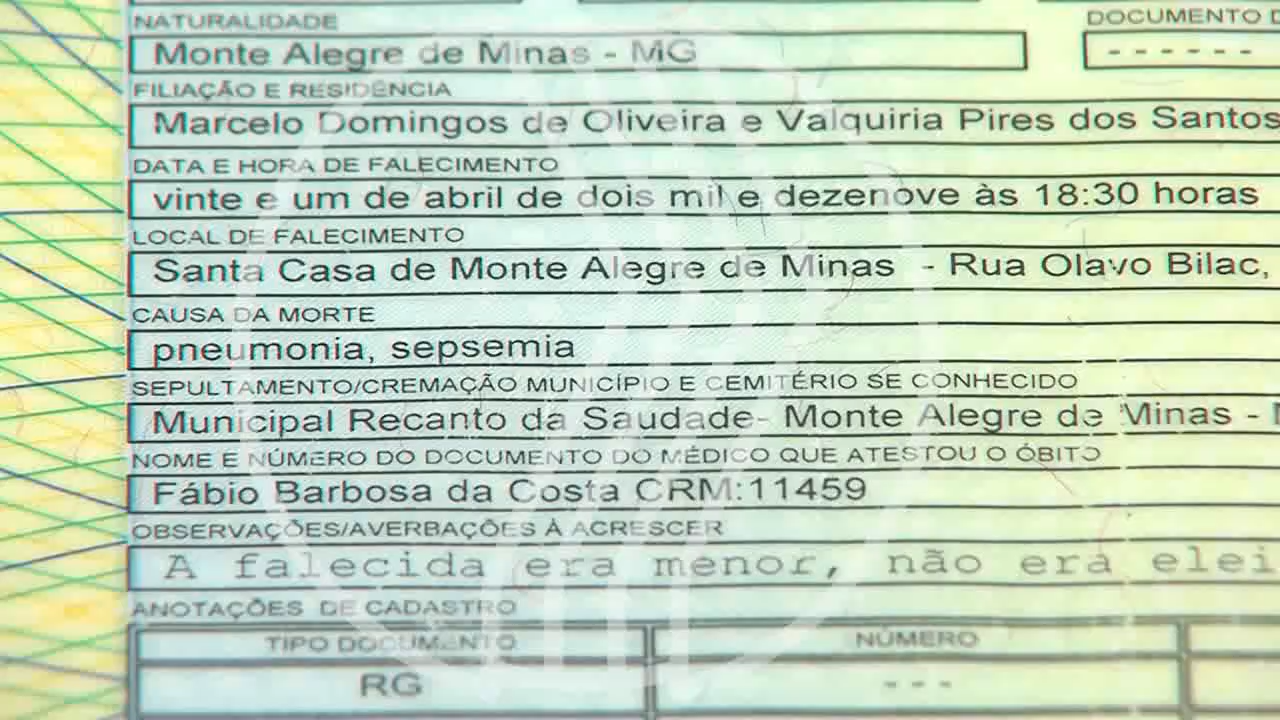 NATURALIDADE
DOCUMENTO
Monte Alegre de Minas - MG
- - - - - -
FILIAÇÃO E RESIDÊNCIA
Marcelo Domingos de Oliveira e Valquiria Pires dos Santos
DATA E HORA DE FALECIMENTO
vinte e um de abril de dois mil e dezenove às 18:30 horas
LOCAL DE FALECIMENTO
Santa Casa de Monte Alegre de Minas - Rua Olavo Bilac,
CAUSA DA MORTE
pneumonia, sepsemia
SEPULTAMENTO/CREMAÇÃO MUNICÍPIO E CEMITÉRIO SE CONHECIDO
Municipal Recanto da Saudade- Monte Alegre de Minas -
NOME E NÚMERO DO DOCUMENTO DO MÉDICO QUE ATESTOU O ÓBITO
Fábio Barbosa da Costa CRM:11459
OBSERVAÇÕES/AVERBAÇÕES À ACRESCER
A falecida era menor, não era elei
ANOTAÇÕES DE CADASTRO
TIPO DOCUMENTO
NÚMERO
RG
- - -